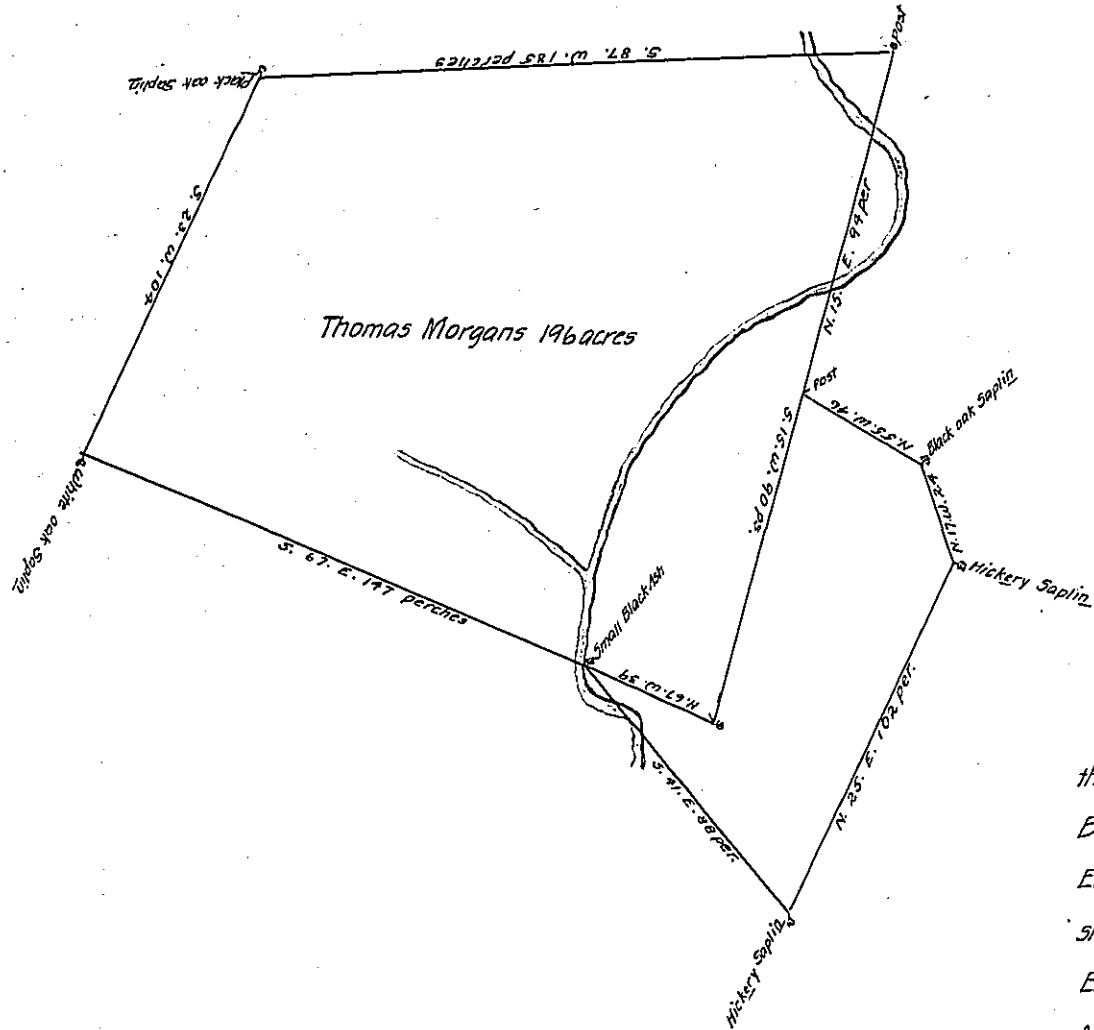 Post
S. 87. W. 185 perches
Black oak Saplin
S. 23. W. 104
N. 15. E. 94 per
Thomas Morgans 196 acres
Post
Black oak Saplin
N. 55. W. 46
S. 15. W. 90 ps.
N. 17. W. 24
White oak Saplin
Hickery Saplin
S. 67. E. 147 perches
Small Black Ash
N. 67. W. 39
N. 25. E. 102 per.
S. 41. E. 88 per.
Hickery Saplin